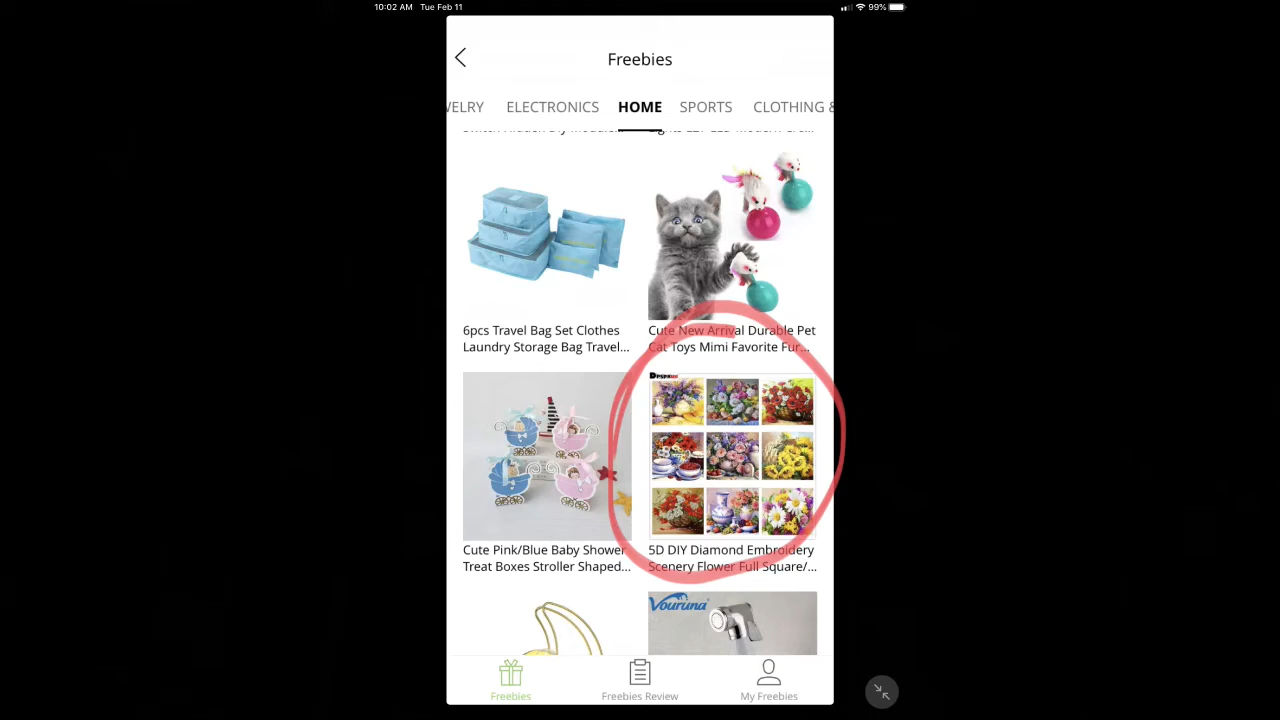 10:02 AM Tue Feb 11
99%
Freebies
WELRY ELECTRONICS HOME SPORTS CLOTHING &
6pcs Travel Bag Set Clothes
Laundry Storage Bag Travel...
Cute New Arrival Durable Pet
Cat Toys Mimi Favorite Fur...
Cute Pink/Blue Baby Shower
Treat Boxes Stroller Shaped...
5D DIY Diamond Embroidery
Scenery Flower Full Square/...
Vouruna
Freebies
Freebies Review
My Freebies